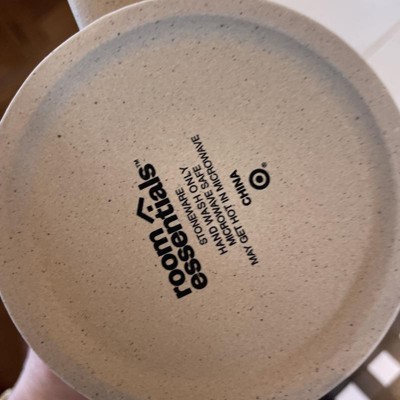 room
essentials™
STONEWARE
HAND WASH ONLY
MICROWAVE SAFE
MAY GET HOT IN MICROWAVE
CHINA ®